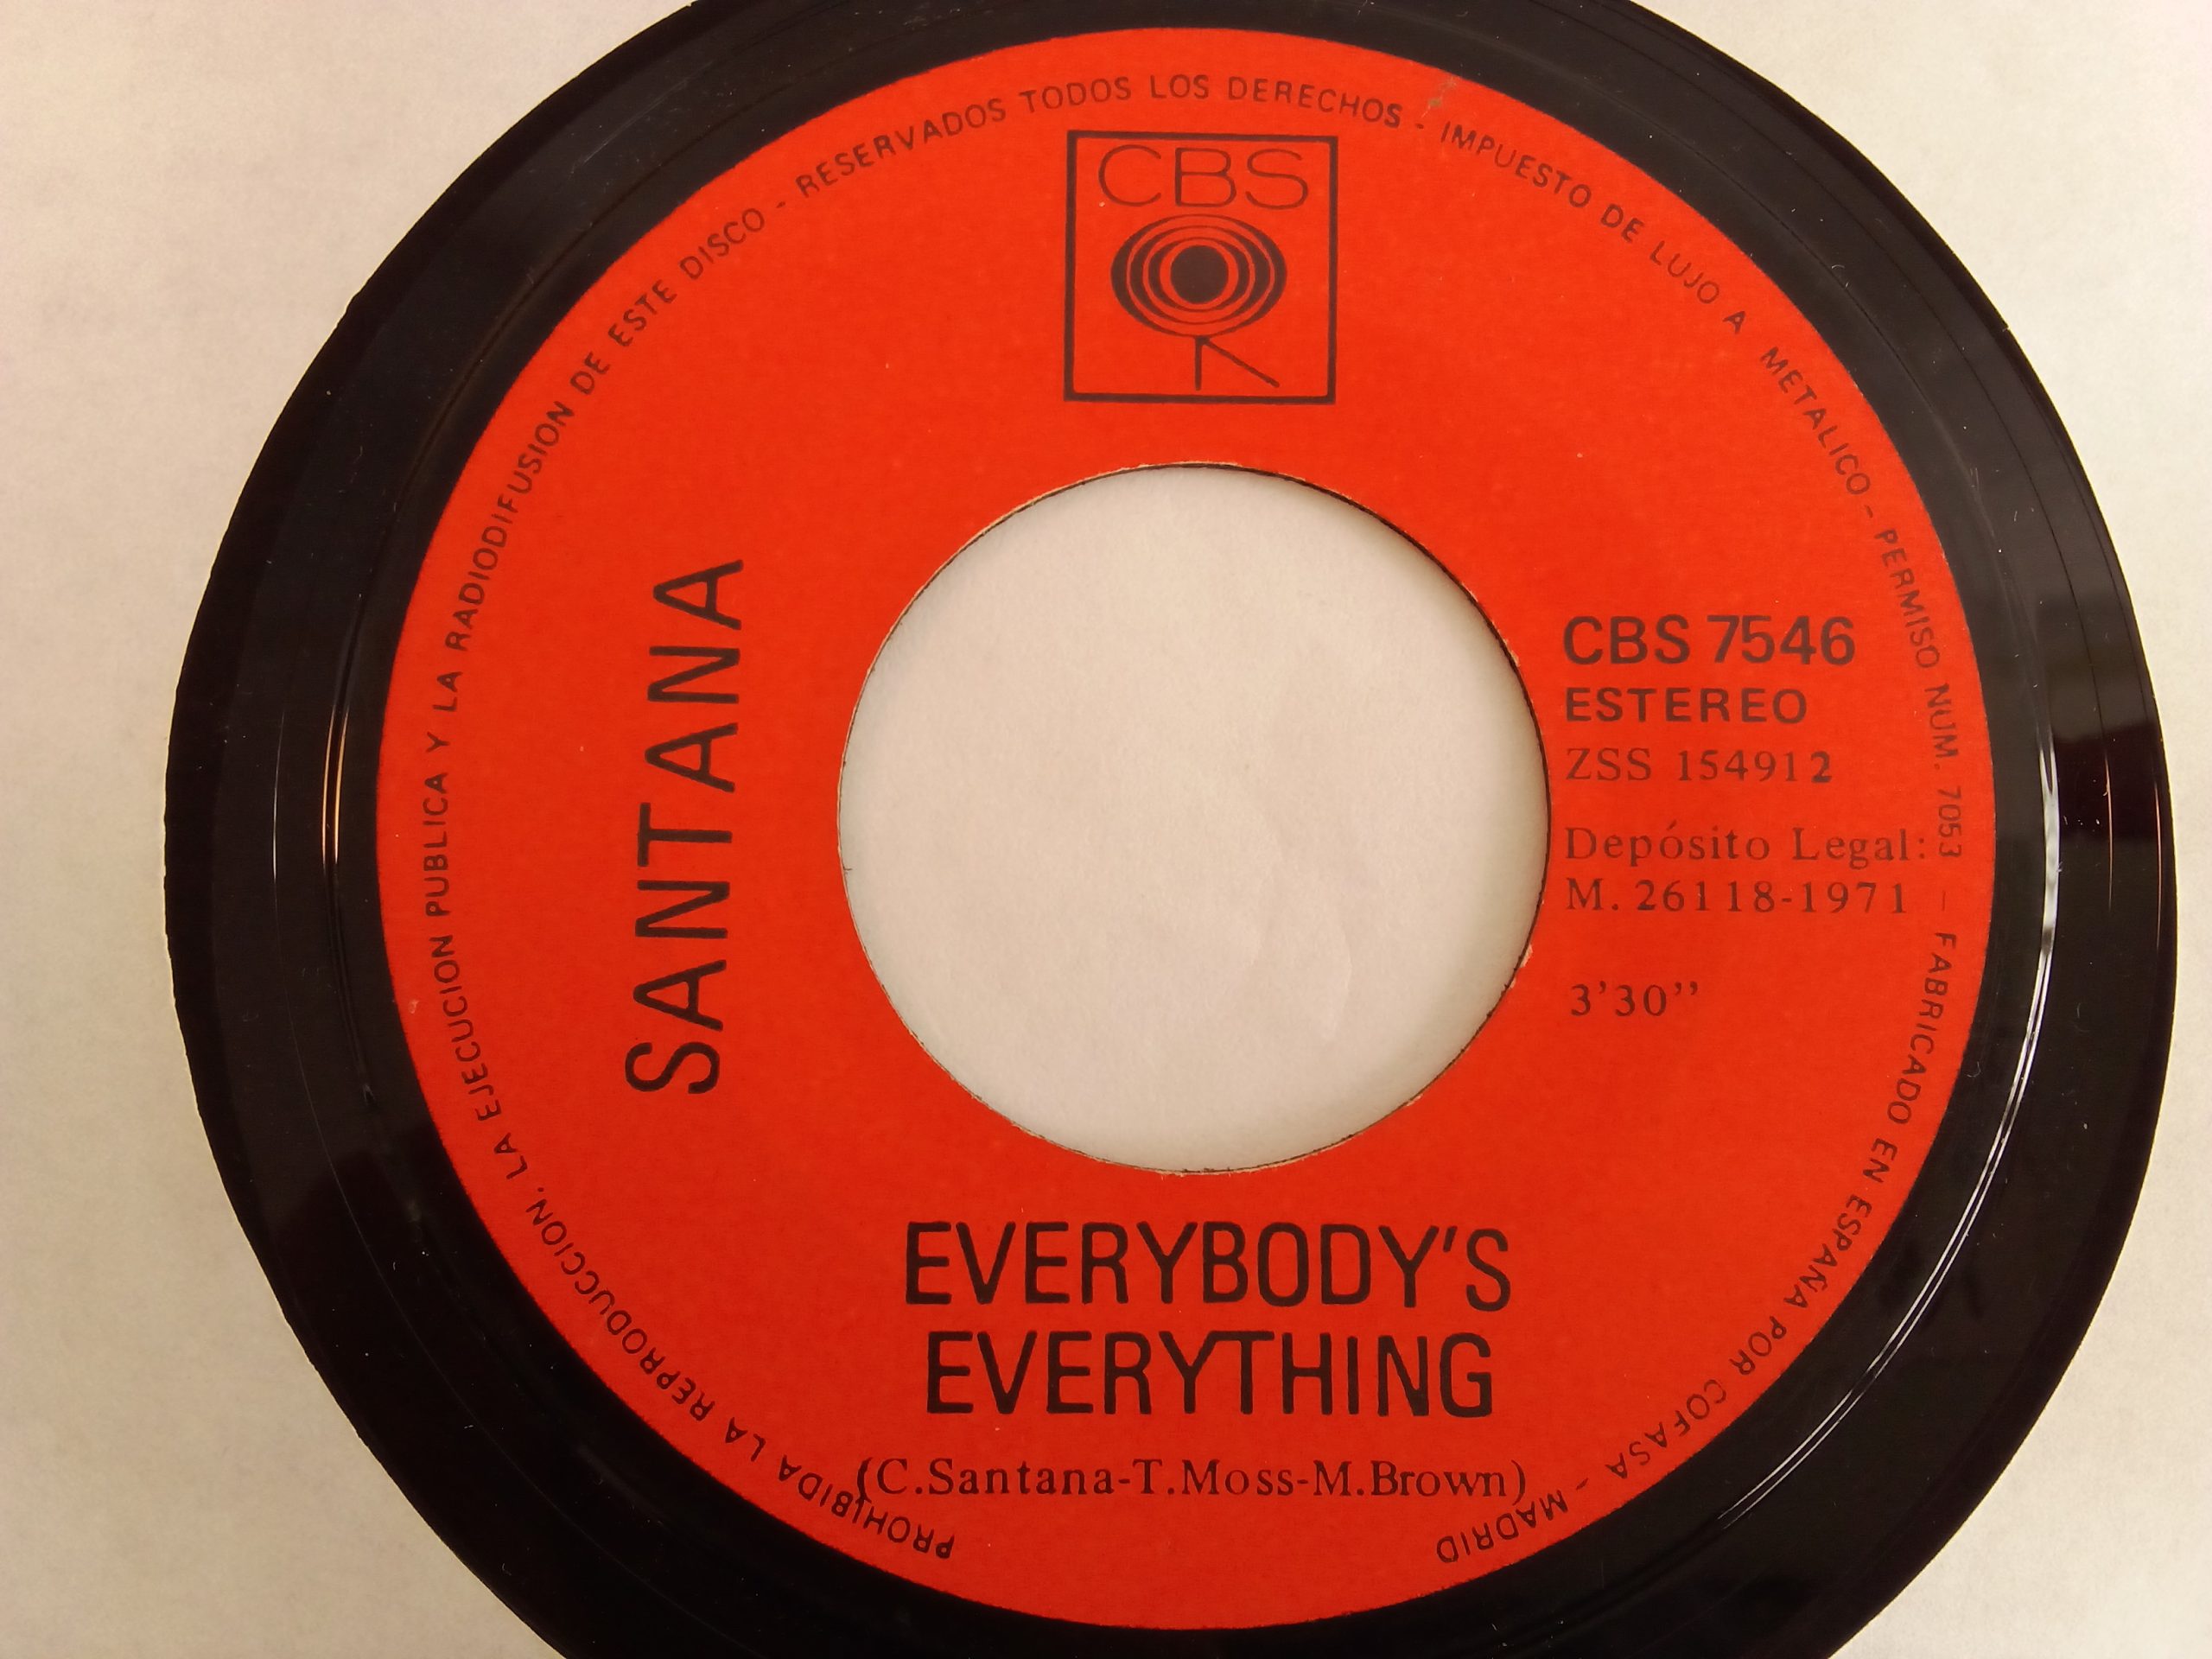 PROHIBIDA LA REPRODUCCION, LA EJECUCION PUBLICA Y LA RADIODIFUSION DE ESTE DISCO - RESERVADOS TODOS LOS DERECHOS - IMPUESTO DE LUJO A METALICO - PERMISO NUM. 7053 - FABRICADO EN ESPAÑA POR COFASA - MADRID
CBS
SANTANA
CBS 7546
ESTEREO
ZSS 154912
Depósito Legal:
M. 26118-1971
3'30"
EVERYBODY'S
EVERYTHING
(C.Santana-T.Moss-M.Brown)